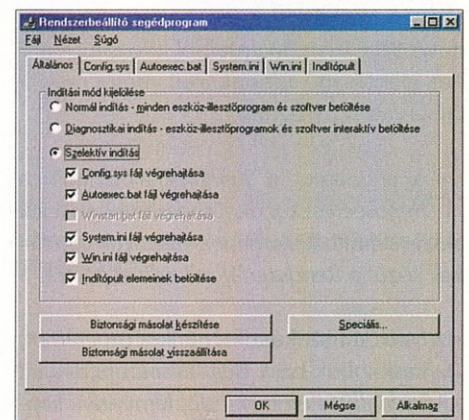 Rendszerbeállító segédprogram
Fájl Nézet Súgó
Általános Config.sys Autoexec.bat System.ini Win.ini Indítópult
Indítási mód kijelölése
Normál indítás - minden eszköz-illesztőprogram és szoftver betöltése
Diagnosztikai indítás - eszköz-illesztőprogramok és szoftver interaktív betöltése
Szelektív indítás
Config.sys fájl végrehajtása
Autoexec.bat fájl végrehajtása
Winstart.bat fájl végrehajtása
System.ini fájl végrehajtása
Win.ini fájl végrehajtása
Indítópult elemeinek betöltése
Biztonsági másolat készítése Speciális...
Biztonsági másolat visszaállítása
OK Mégse Alkalmaz